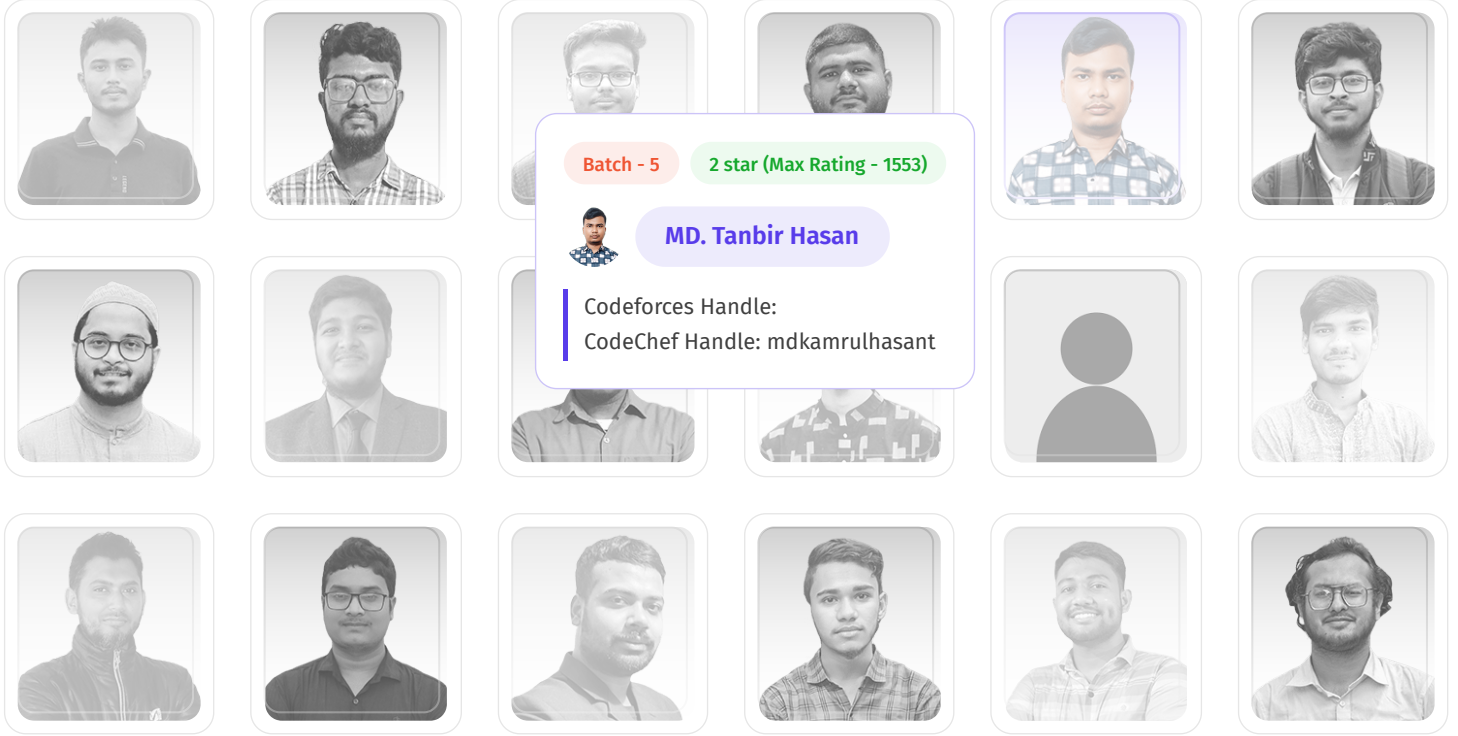 Batch - 5 2 star (Max Rating - 1553)
MD. Tanbir Hasan
Codeforces Handle:
CodeChef Handle: mdkamrulhasant